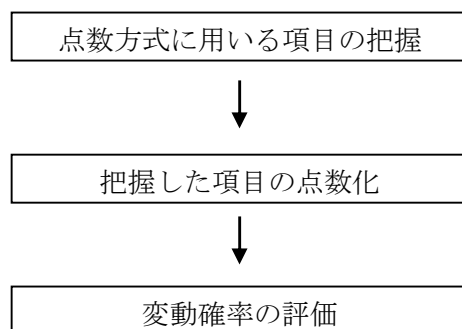 点数方式に用いる項目の把握
把握した項目の点数化
変動確率の評価